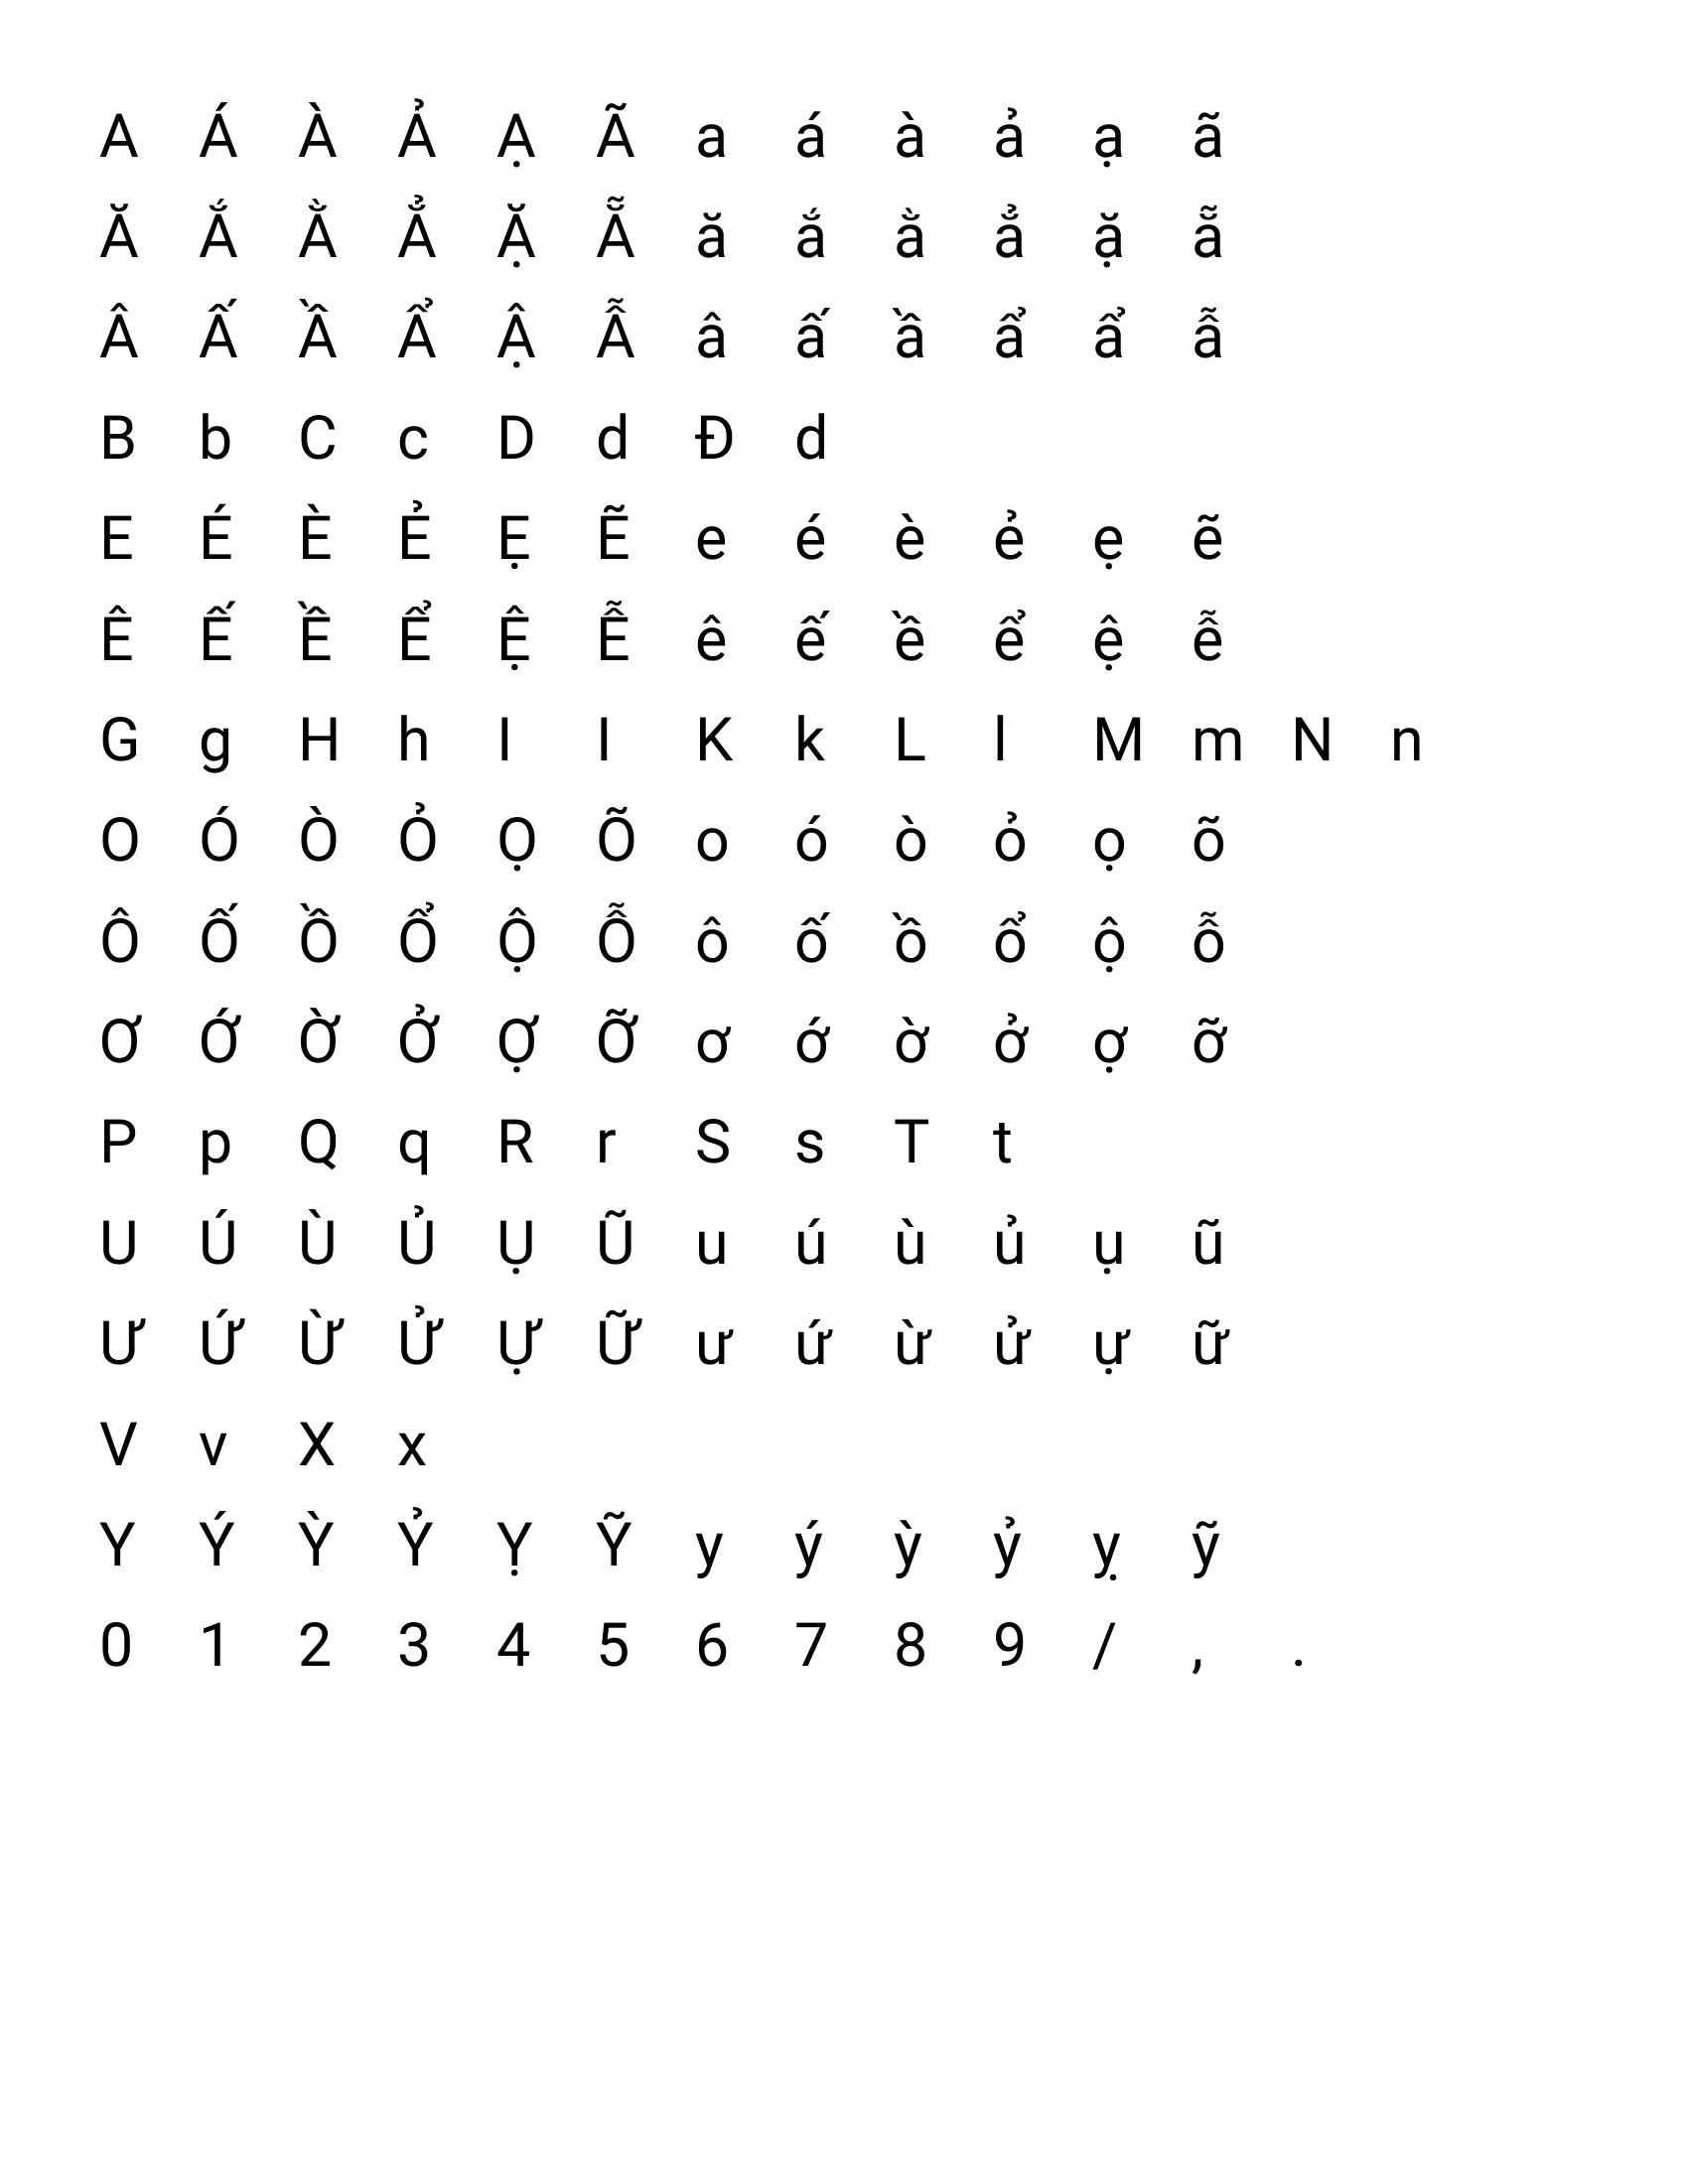 A Á À Ả Ạ Ã a á à ả ạ ã
Ă Ắ Ằ Ẳ Ặ Ẵ ă ắ ằ ẳ ặ ẵ
Â Ấ Ầ Ẩ Ậ Ẫ â ấ ầ ẩ ẩ ẫ
B b C c D d Đ d
E É È Ẻ Ẹ Ẽ e é è ẻ ẹ ẽ
Ê Ế Ề Ể Ệ Ễ ê ế ề ể ệ ễ
G g H h I I K k L l M m N n
O Ó Ò Ỏ Ọ Õ o ó ò ỏ ọ õ
Ô Ố Ồ Ổ Ộ Ỗ ô ố ồ ổ ộ ỗ
Ơ Ớ Ờ Ở Ợ Ỡ ơ ớ ờ ở ợ ỡ
P p Q q R r S s T t
U Ú Ù Ủ Ụ Ũ u ú ù ủ ụ ũ
Ư Ứ Ừ Ử Ự Ữ ư ứ ừ ử ự ữ
V v X x
Y Ý Ỳ Ỷ Ỵ Ỹ y ý ỳ ỷ ỵ ỹ
0 1 2 3 4 5 6 7 8 9 / , .